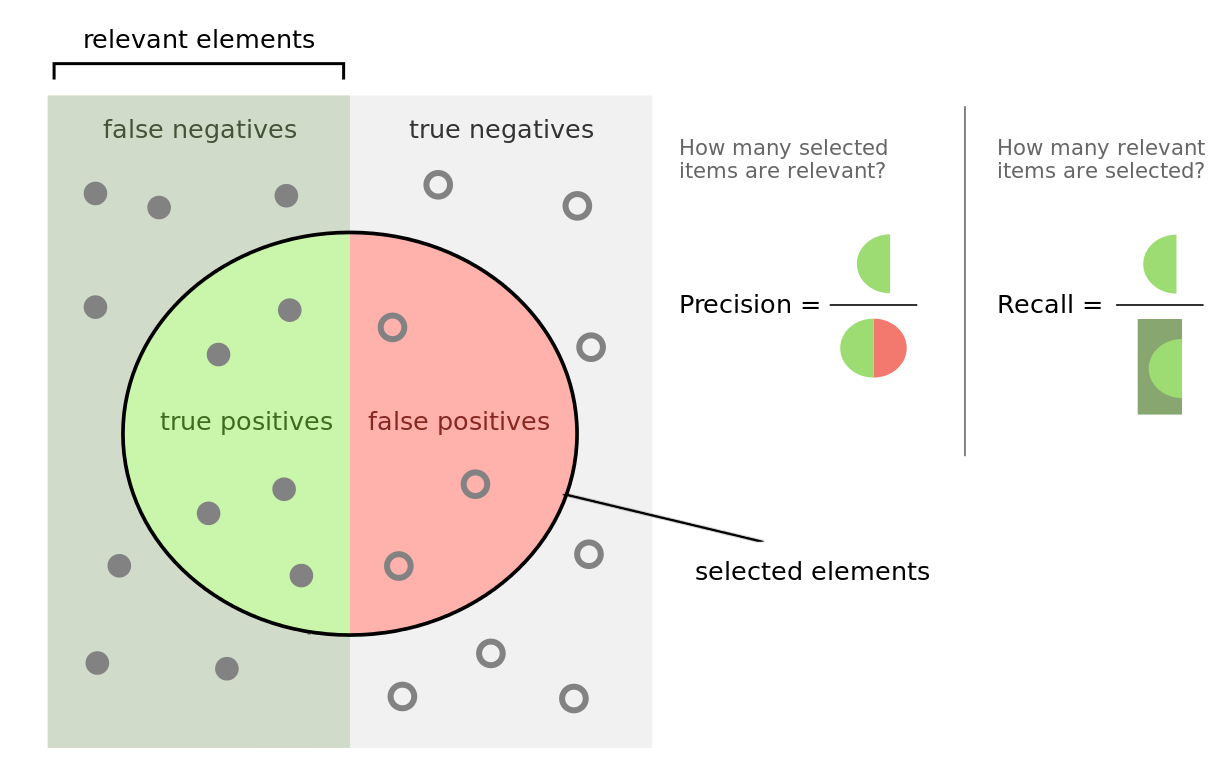 relevant elements
false negatives
true negatives
true positives
false positives
selected elements
How many selected
items are relevant?
Precision =
How many relevant
items are selected?
Recall =